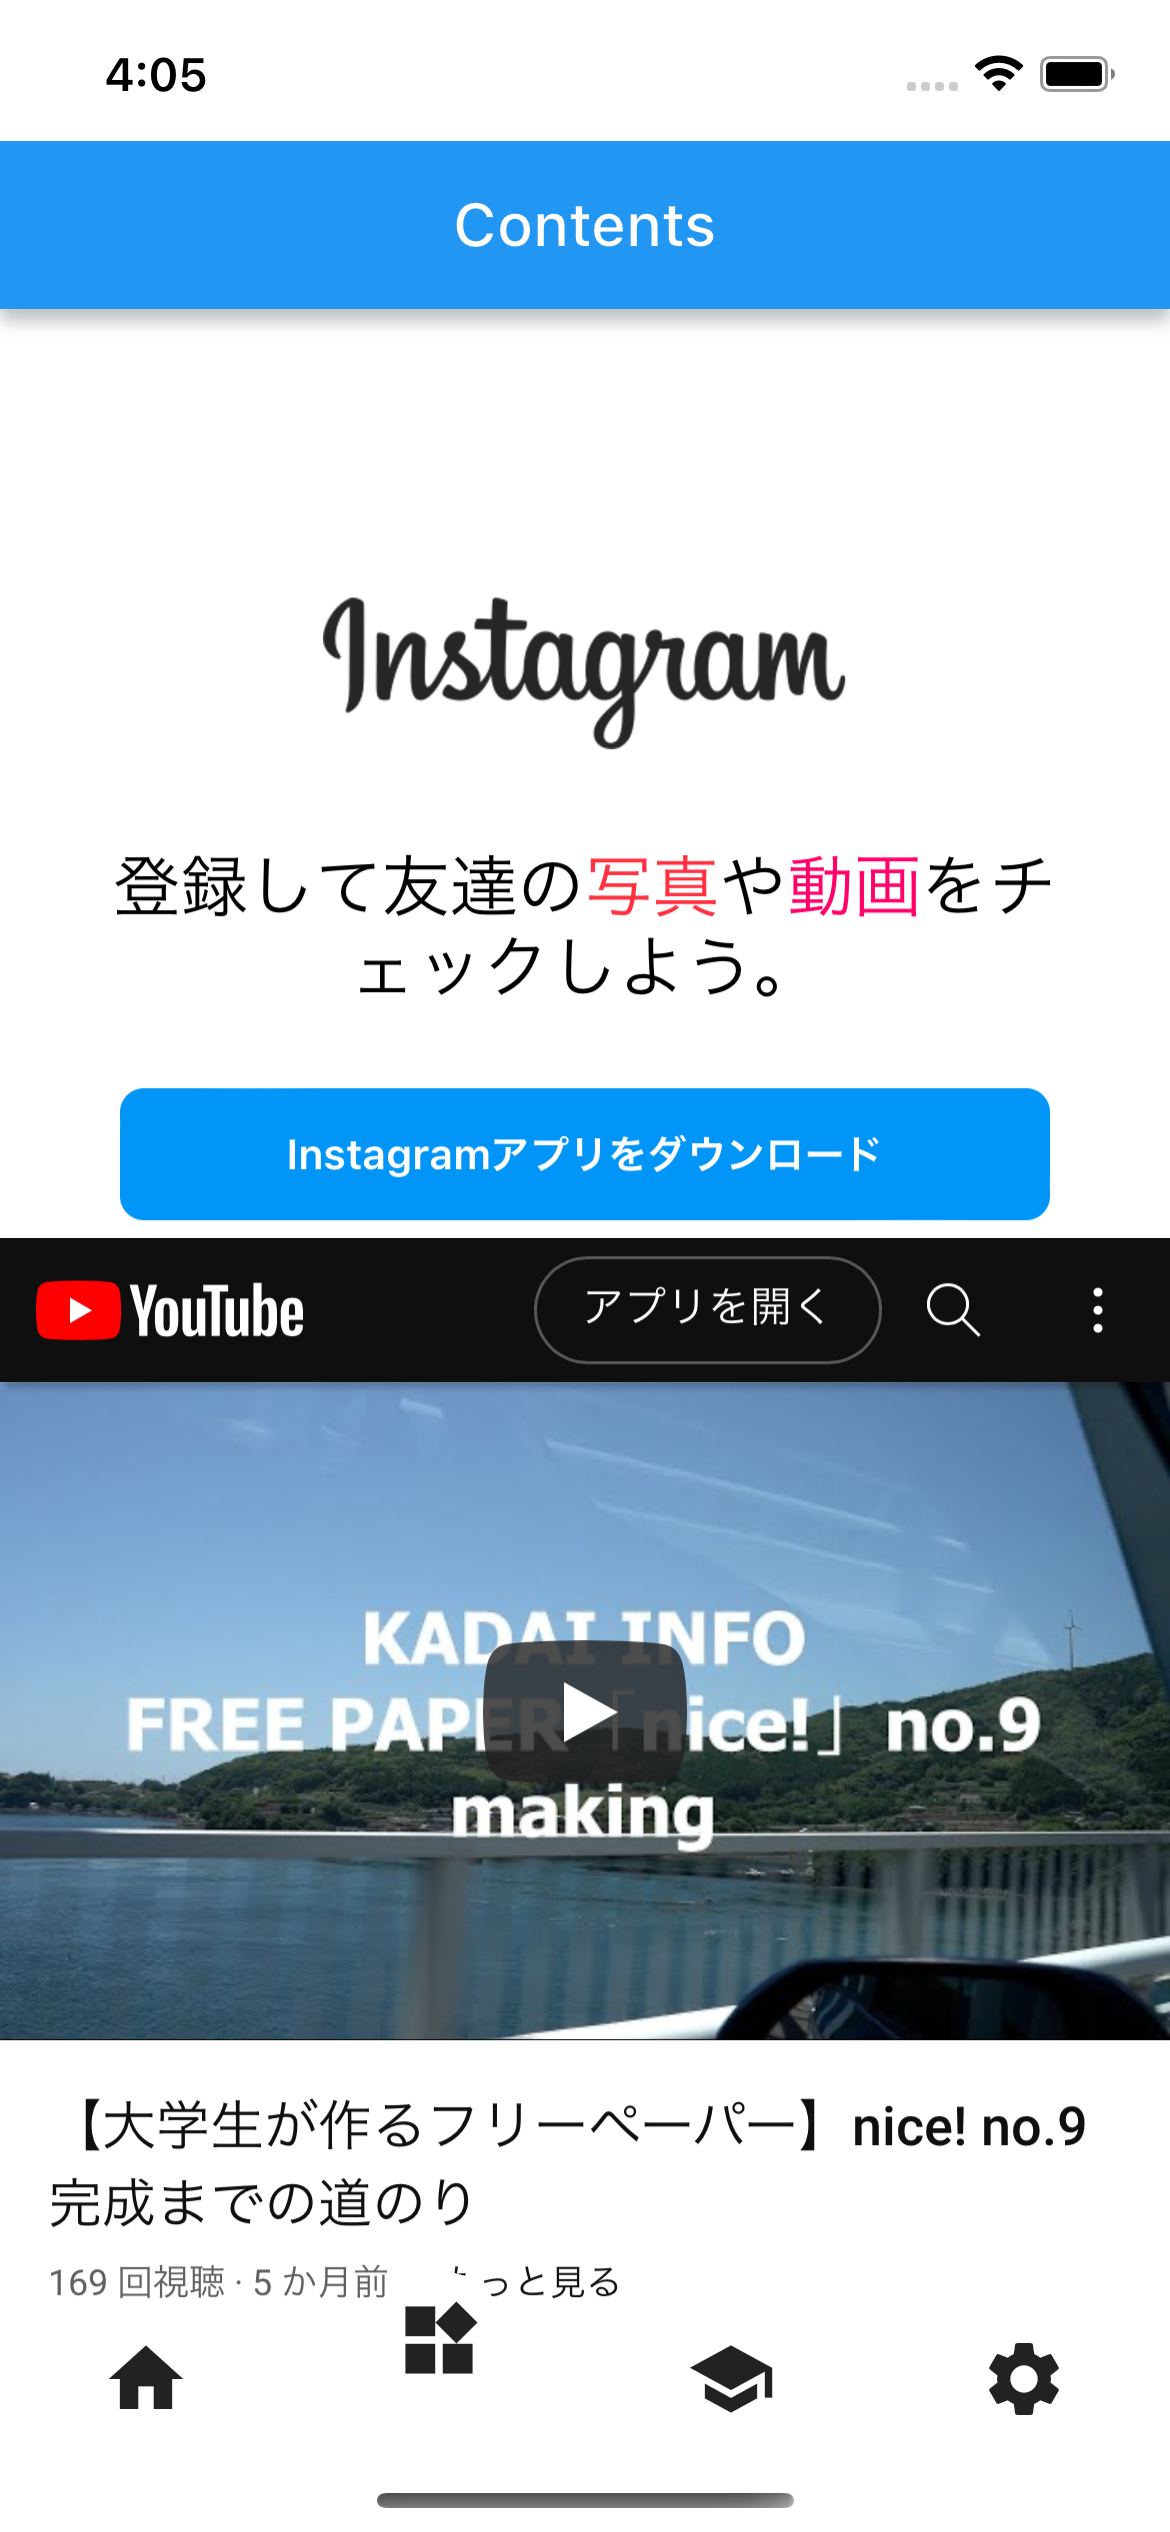 4:05
Contents
Instagram
登録して友達の写真や動画をチ
ェックしよう。
Instagramアプリをダウンロード
YouTube アプリを開く
KADAI INFO
FREE PAPER「nice!」no.9
making
【大学生が作るフリーペーパー】nice! no.9
完成までの道のり
169 回視聴 · 5 か月前 っと見る